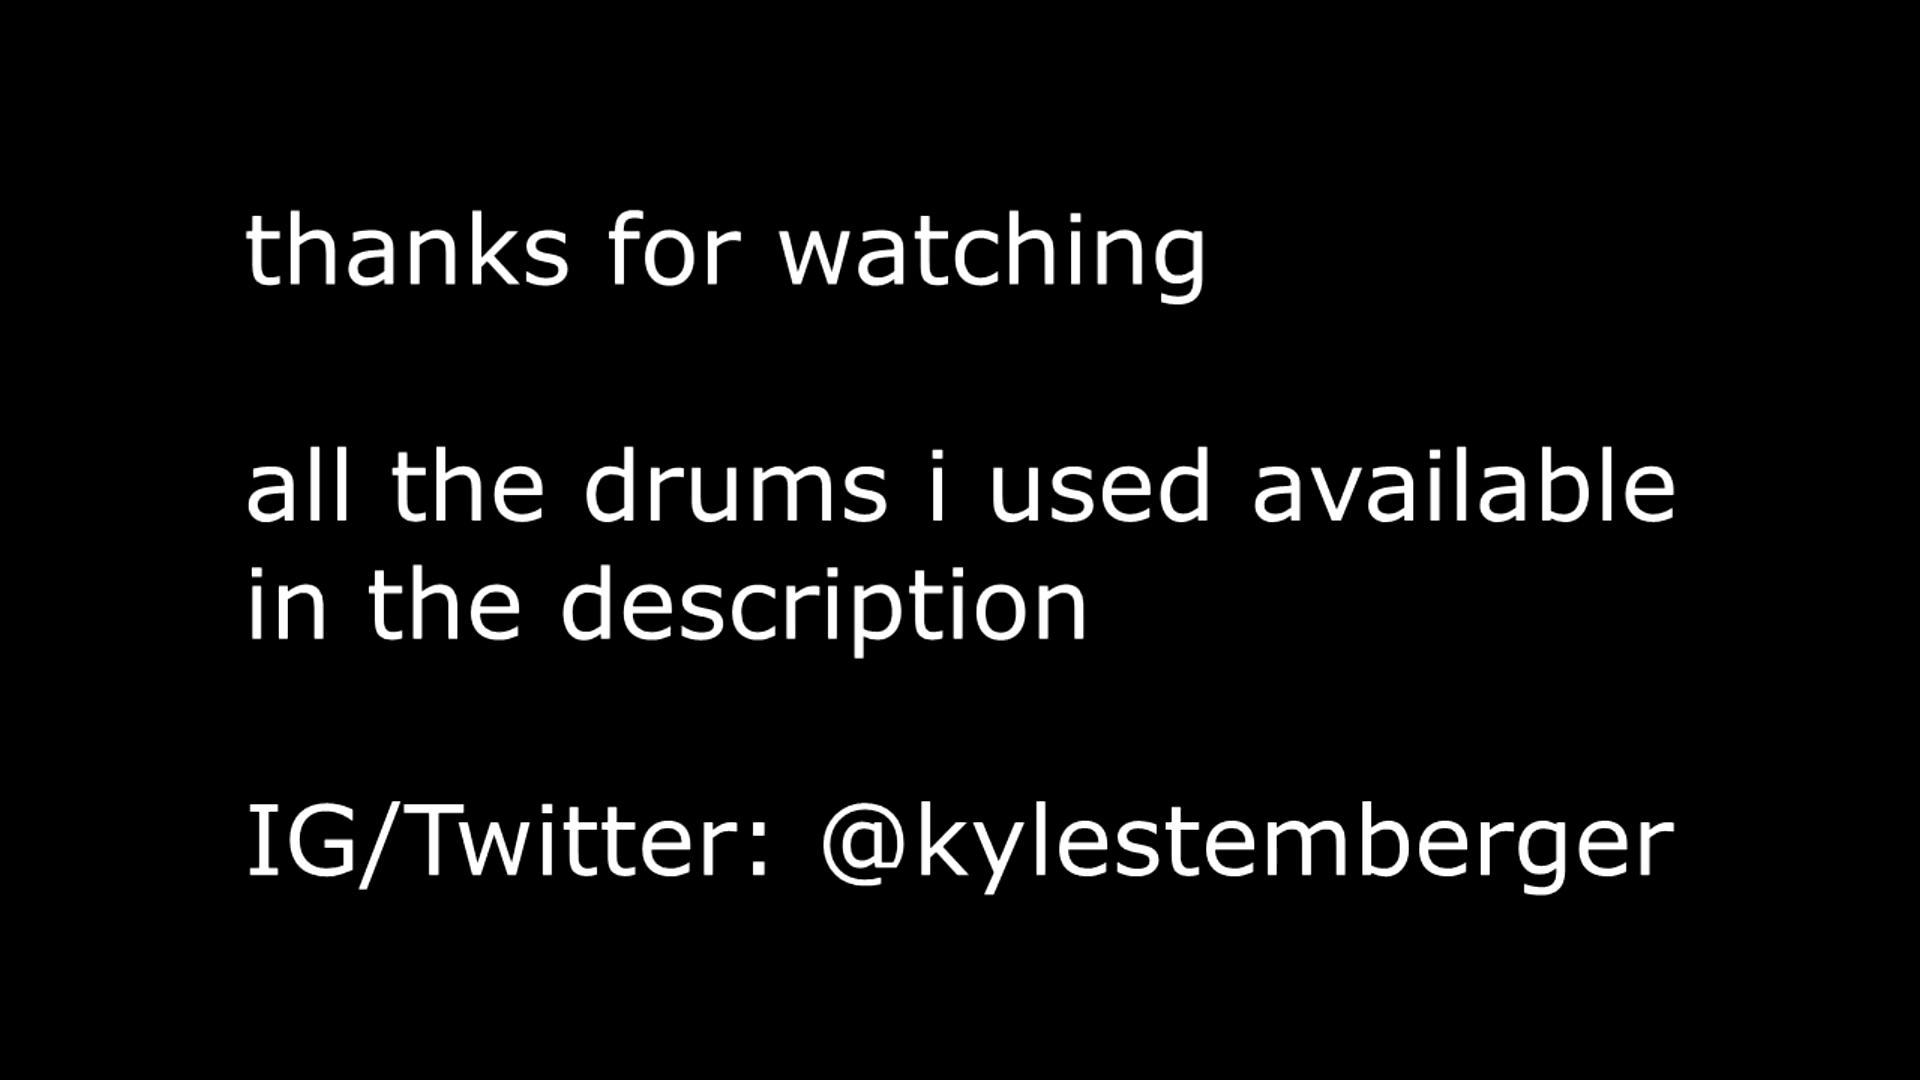 thanks for watching
all the drums i used available
in the description
IG/Twitter: @kylestemberger